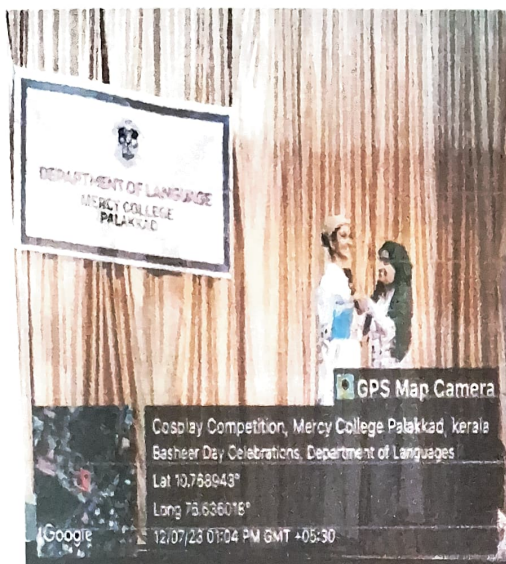 DEPARTMENT OF LANGUAGE
MERCY COLLEGE
PALAKKAD
GPS Map Camera
Cosplay Competition, Mercy College Palakkad, kerala
Basheer Day Celebrations, Department of Languages
Lat 10.768943°
Long 76.636018°
12/07/23 01:04 PM GMT +05:30
Google